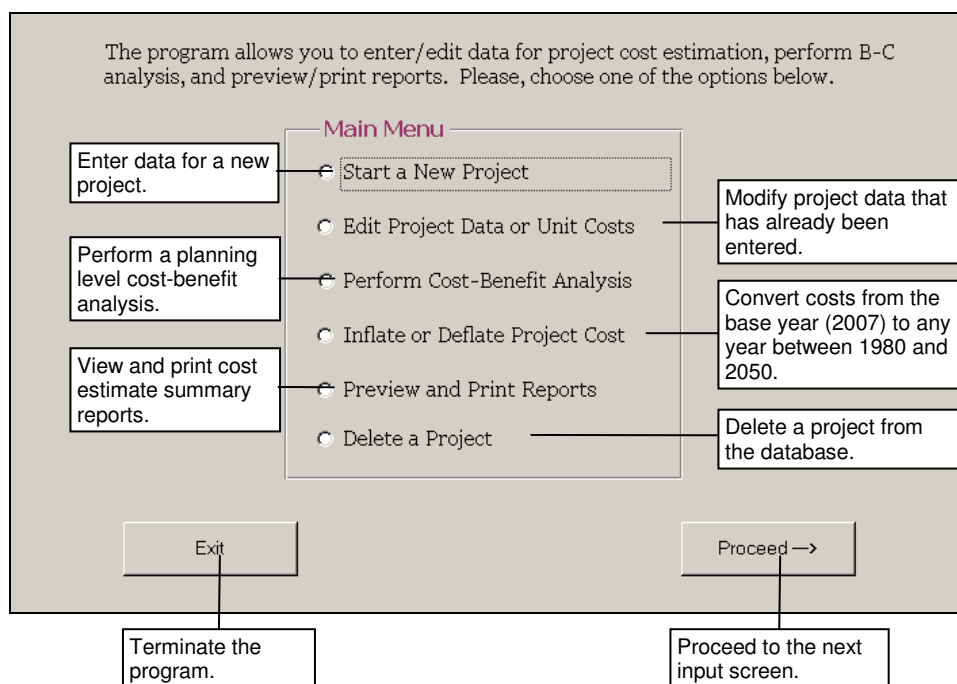 The program allows you to enter/edit data for project cost estimation, perform B-C
analysis, and preview/print reports.  Please, choose one of the options below.
Main Menu
Enter data for a new
project.
Start a New Project
Modify project data that
has already been
entered.
Edit Project Data or Unit Costs
Perform a planning
level cost-benefit
analysis.
Perform Cost-Benefit Analysis
Convert costs from the
base year (2007) to any
year between 1980 and
2050.
Inflate or Deflate Project Cost
View and print cost
estimate summary
reports.
Preview and Print Reports
Delete a Project
Delete a project from
the database.
Exit
Proceed —>
Terminate the
program.
Proceed to the next
input screen.